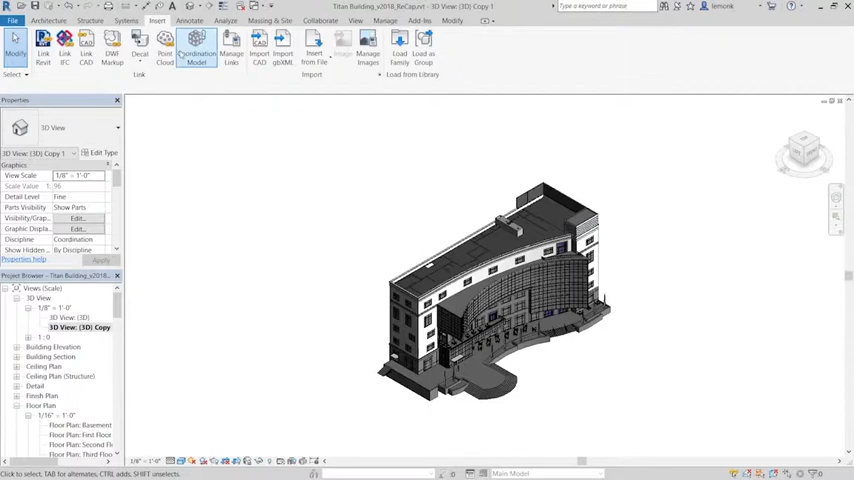 Titan Building_v2018_ReCap.rvt - 3D View: (3D) Copy 1
Type a keyword or phrase
lemonk
File Architecture Structure Systems Insert Annotate Analyze Massing & Site Collaborate View Manage Add-Ins Modify
Modify
Link Revit
Link IFC
Link CAD
DWF Markup
Decal
Point Cloud
Coordination Model
Manage Links
Import CAD
Import gbXML
Insert from File
Image
Manage Images
Load Family
Load as Group
Select
Link
Import
Load from Library
Properties
3D View
3D View: (3D) Copy 1
Edit Type
Graphics
View Scale 1/8" = 1'-0"
Scale Value 1: 96
Detail Level Fine
Parts Visibility Show Parts
Visibility/Grap... Edit...
Graphic Displa... Edit...
Discipline Coordination
Show Hidden By Discipline
Properties help
Apply
Project Browser - Titan Building_v2018_ReCap...
Views (Scale)
3D View
1/8" = 1'-0"
3D View: (3D)
3D View: (3D) Copy
1 : 0
Building Elevation
Building Section
Ceiling Plan
Ceiling Plan (Structure)
Detail
Finish Plan
Floor Plan
1/16" = 1'-0"
Floor Plan: Basement
Floor Plan: First Floor
Floor Plan: Second Fl
Floor Plan: Third Floor
1/8" = 1'-0"
Click to select, TAB for alternates, CTRL adds, SHIFT unselects.
:0
Main Model
:0